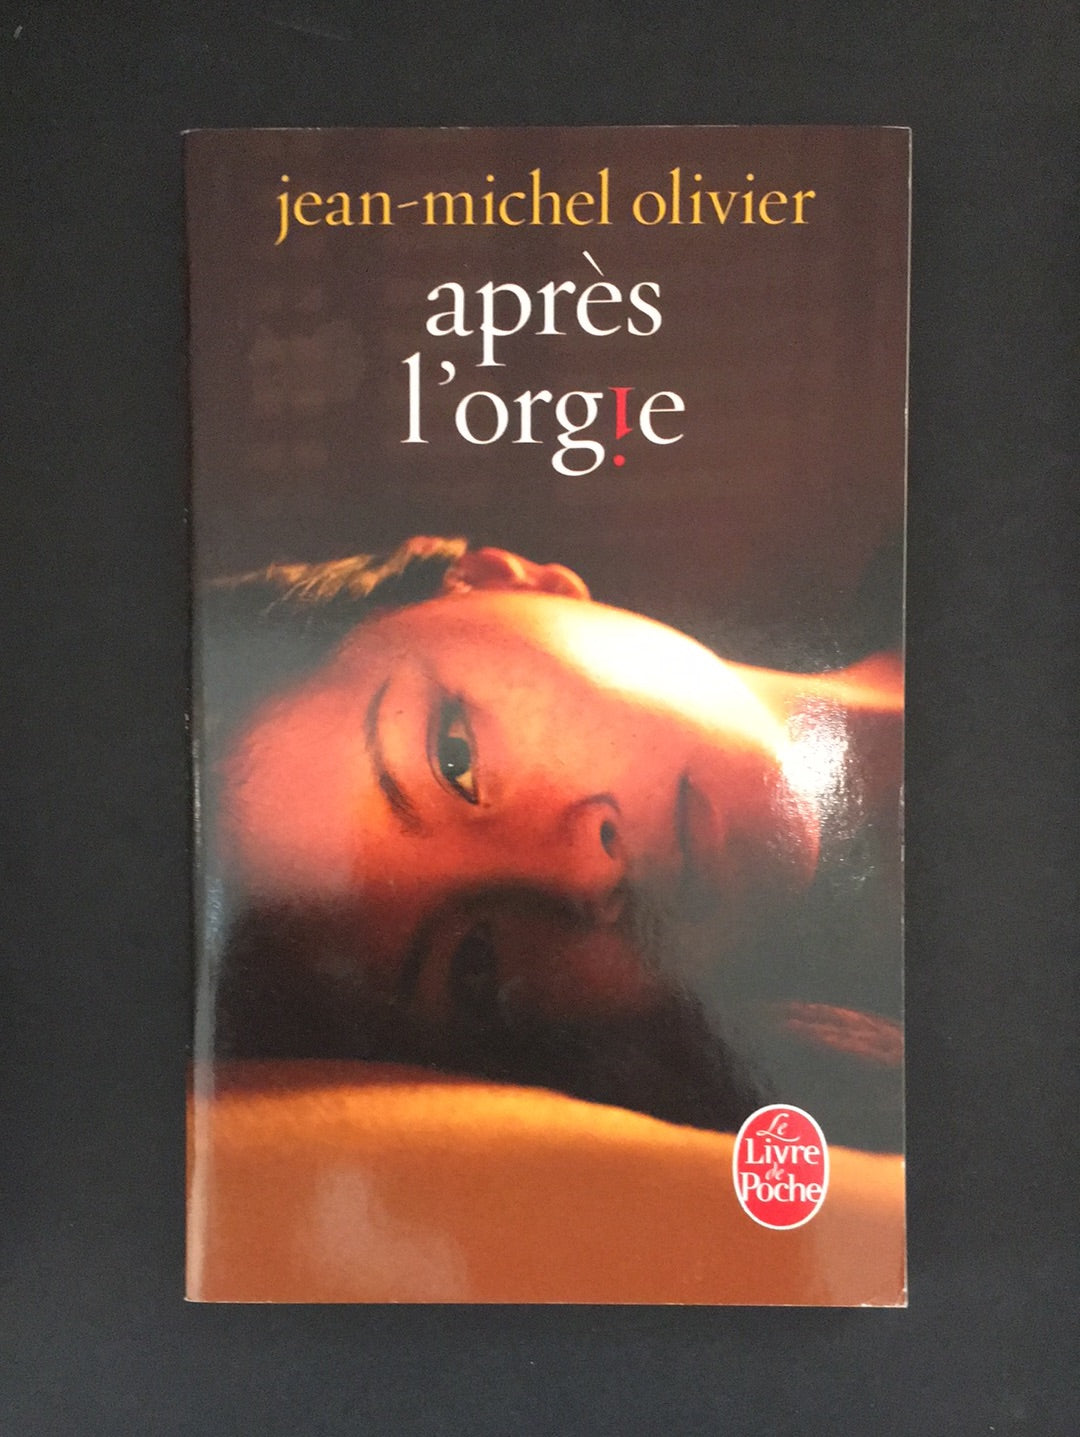 jean-michel olivier
après
l'orgie
Le
Livre
de
Poche